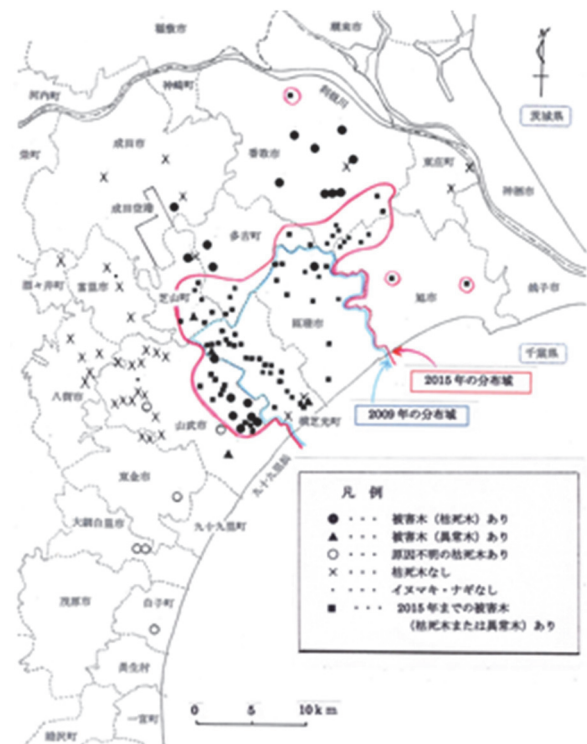 稲敷市
潮来市
河内町
神崎町
利根川
N
茨城県
成田市
香取市
東庄町
栄町
神栖市
成田空港
多古町
酒々井町
富里市
芝山町
匝瑳市
旭市
銚子市
千葉県
2015年の分布域
2009年の分布域
八街市
山武市
横芝光町
東金市
九十九里浜
大網白里市
九十九里町
凡 例
● ・・・ 被害木（枯死木）あり
▲ ・・・ 被害木（異常木）あり
○ ・・・ 原因不明の枯死木あり
× ・・・ 枯死木なし
・ ・・・ イヌマキ・ナギなし
■ ・・・ 2015年までの被害木
（枯死木または異常木）あり
茂原市
白子町
長生村
一宮町
睦沢町
0 5 10km